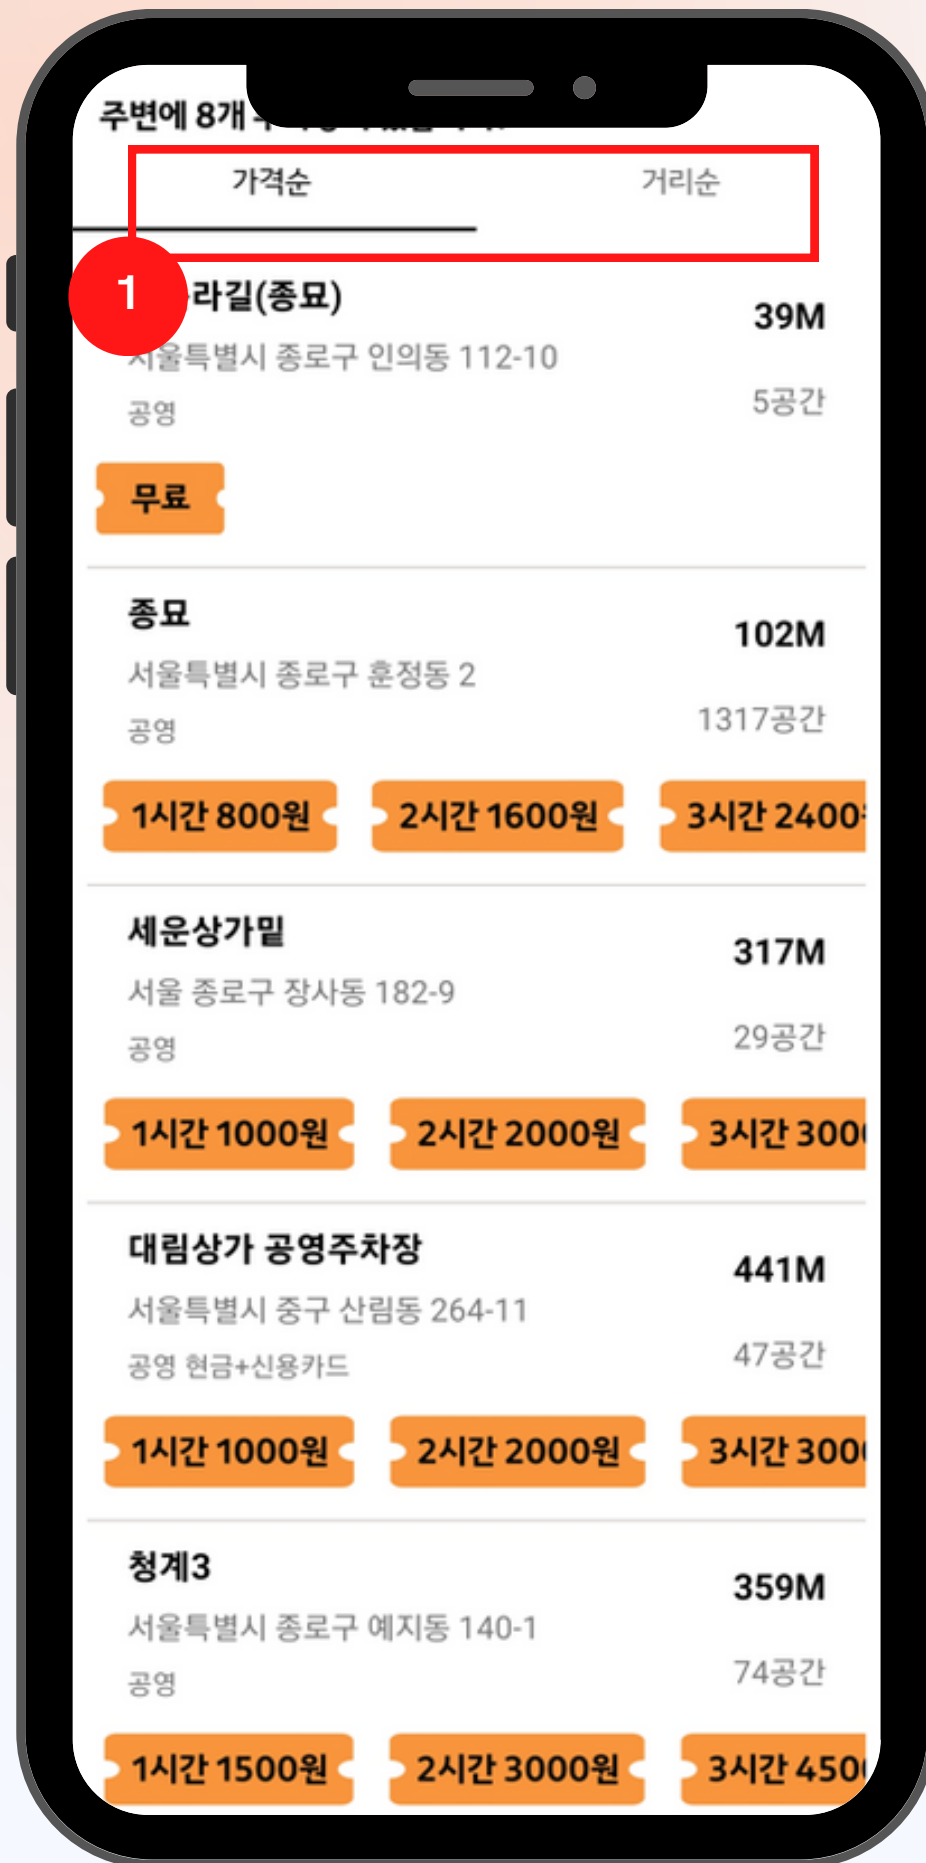 주변에 8개
가격순 거리순
1
라길(종묘) 39M
서울특별시 종로구 인의동 112-10
공영 5공간
무료
종묘 102M
서울특별시 종로구 훈정동 2
공영 1317공간
1시간 800원 2시간 1600원 3시간 2400
세운상가밑 317M
서울 종로구 장사동 182-9
공영 29공간
1시간 1000원 2시간 2000원 3시간 300
대림상가 공영주차장 441M
서울특별시 중구 산림동 264-11
공영 현금+신용카드 47공간
1시간 1000원 2시간 2000원 3시간 300
청계3 359M
서울특별시 종로구 예지동 140-1
공영 74공간
1시간 1500원 2시간 3000원 3시간 450